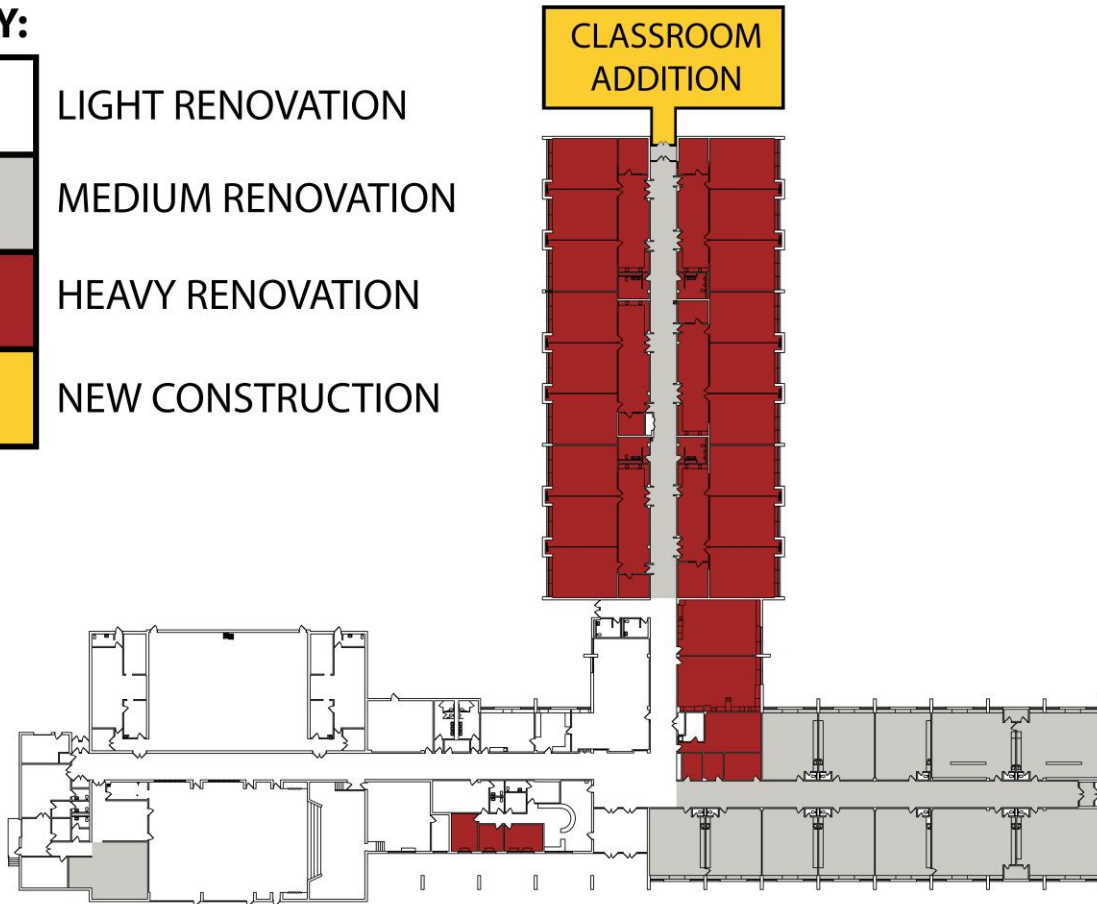 Y:
LIGHT RENOVATION
MEDIUM RENOVATION
HEAVY RENOVATION
NEW CONSTRUCTION
CLASSROOM
ADDITION